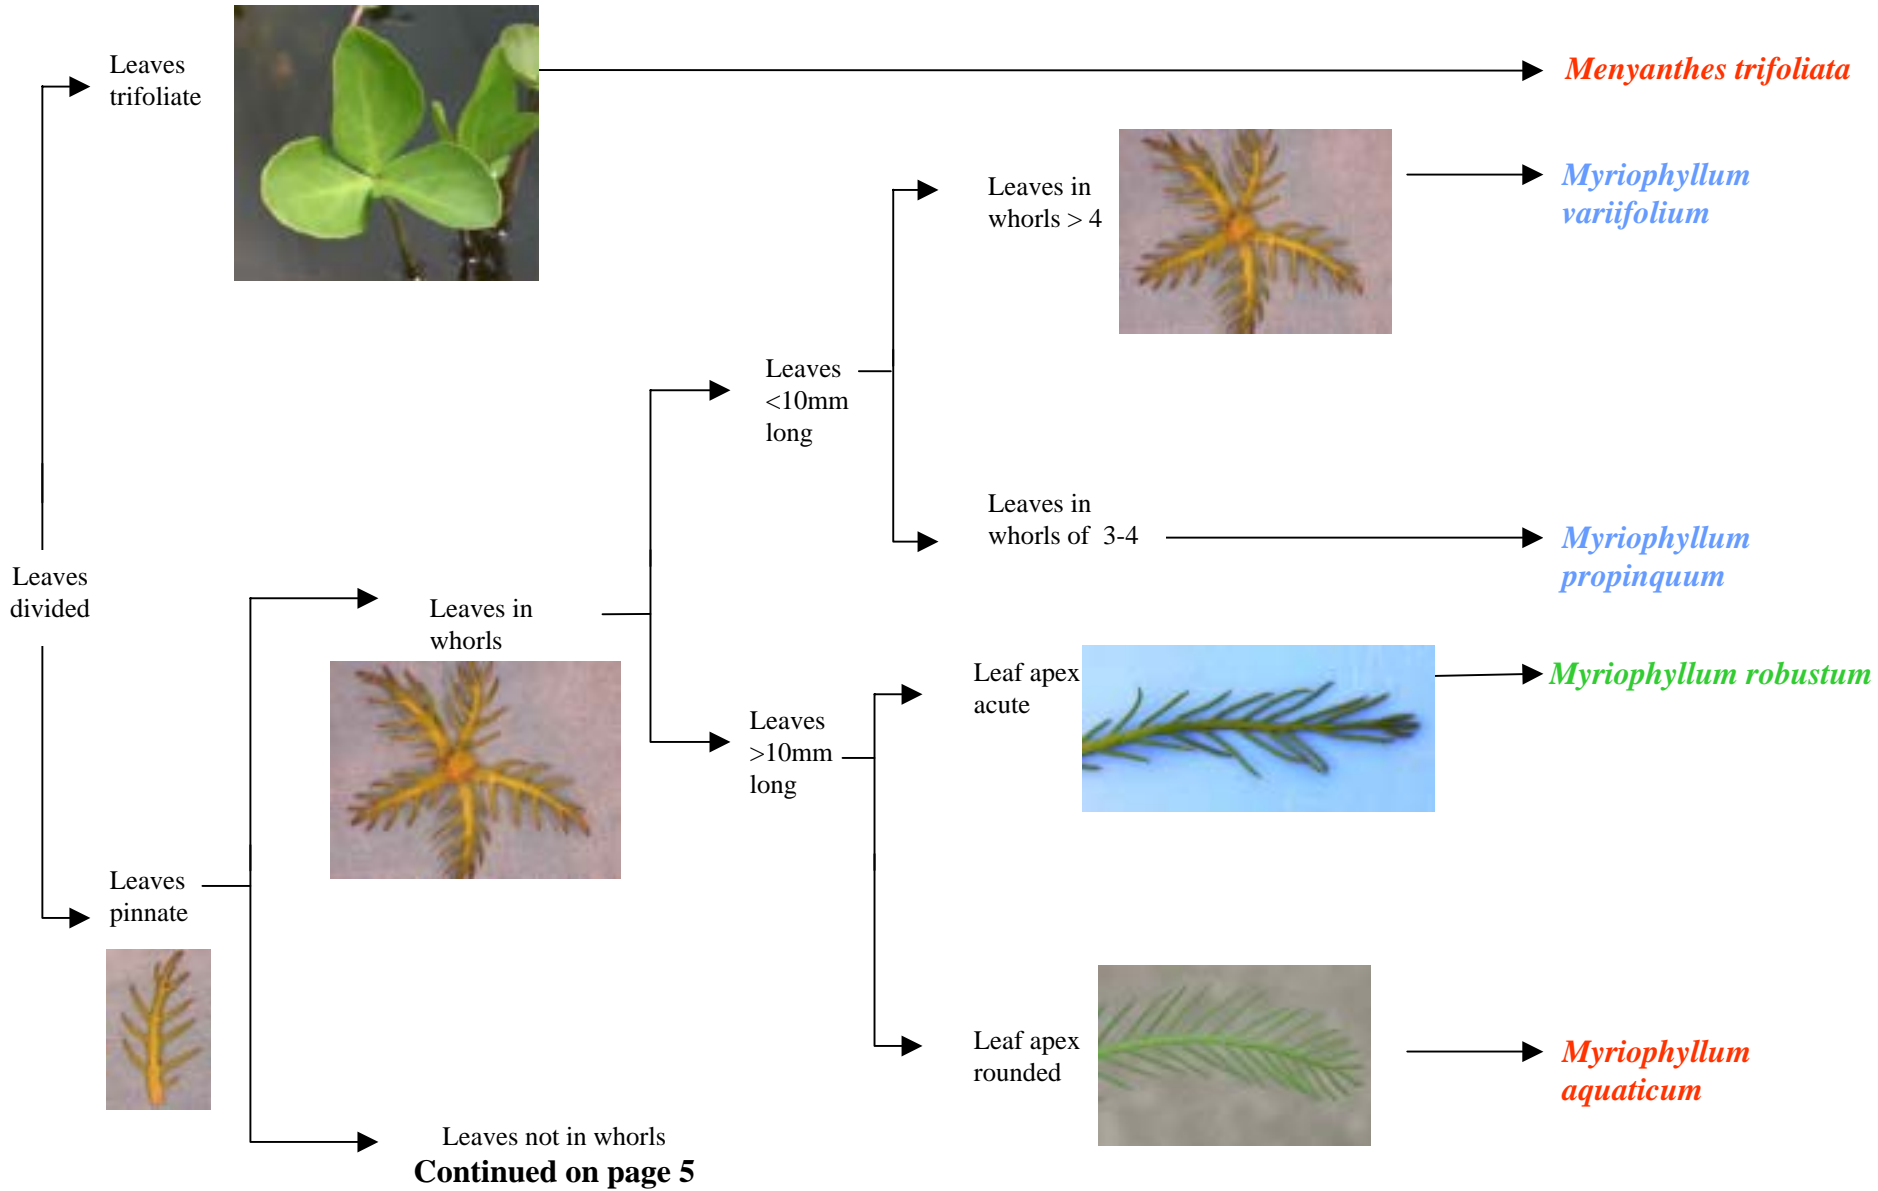 Leaves
divided
Leaves
trifoliate
Menyanthes trifoliata
Leaves
pinnate
Leaves in
whorls
Leaves
<10mm
long
Leaves in
whorls > 4
Myriophyllum
variifolium
Leaves in
whorls of  3-4
Myriophyllum
propinquum
Leaves
>10mm
long
Leaf apex
acute
Myriophyllum robustum
Leaf apex
rounded
Myriophyllum
aquaticum
Leaves not in whorls
Continued on page 5